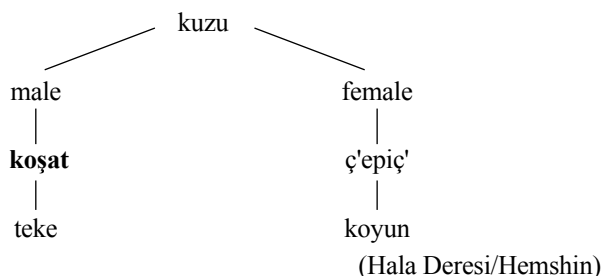 kuzu
male female
koşat ç'epiç'
teke koyun
(Hala Deresi/Hemshin)